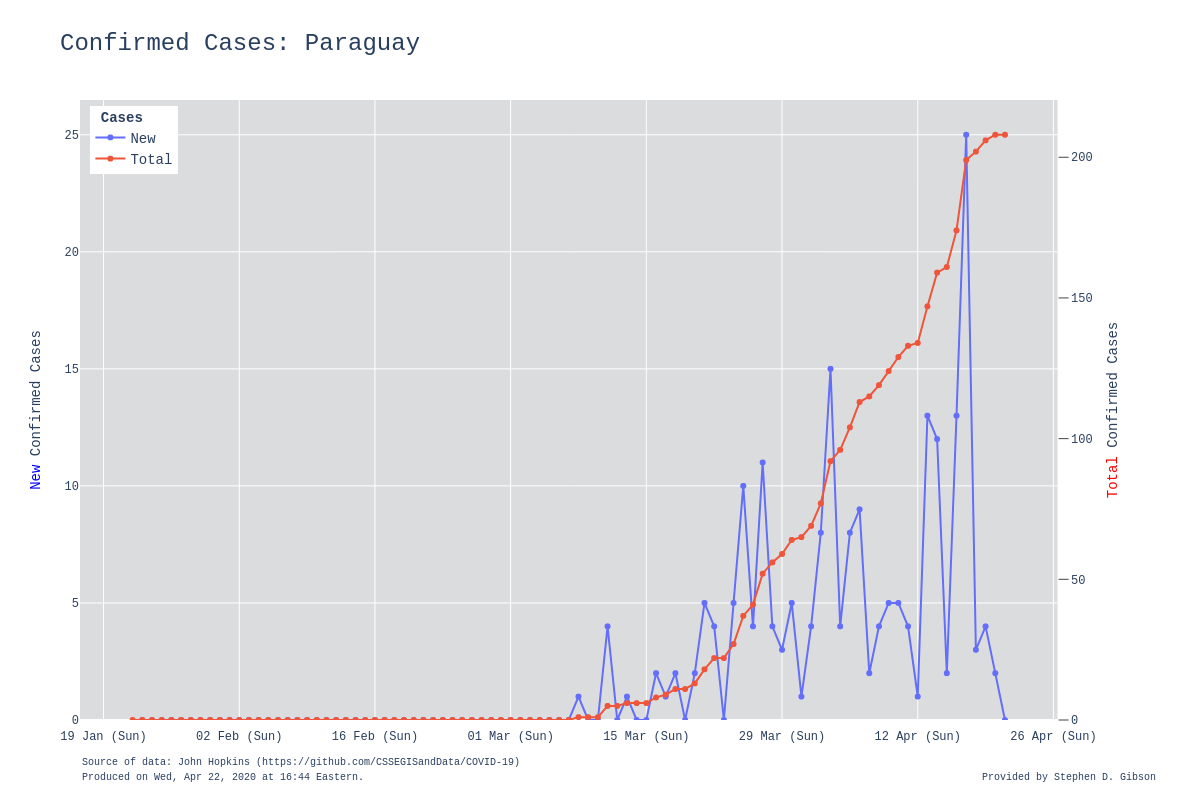 Confirmed Cases: Paraguay
Cases
New
Total
25
20
15
10
5
0
200
150
100
50
0
New Confirmed Cases
Total Confirmed Cases
19 Jan (Sun)
02 Feb (Sun)
16 Feb (Sun)
01 Mar (Sun)
15 Mar (Sun)
29 Mar (Sun)
12 Apr (Sun)
26 Apr (Sun)
Source of data: John Hopkins (https://github.com/CSSEGISandData/COVID-19)
Produced on Wed, Apr 22, 2020 at 16:44 Eastern.
Provided by Stephen D. Gibson